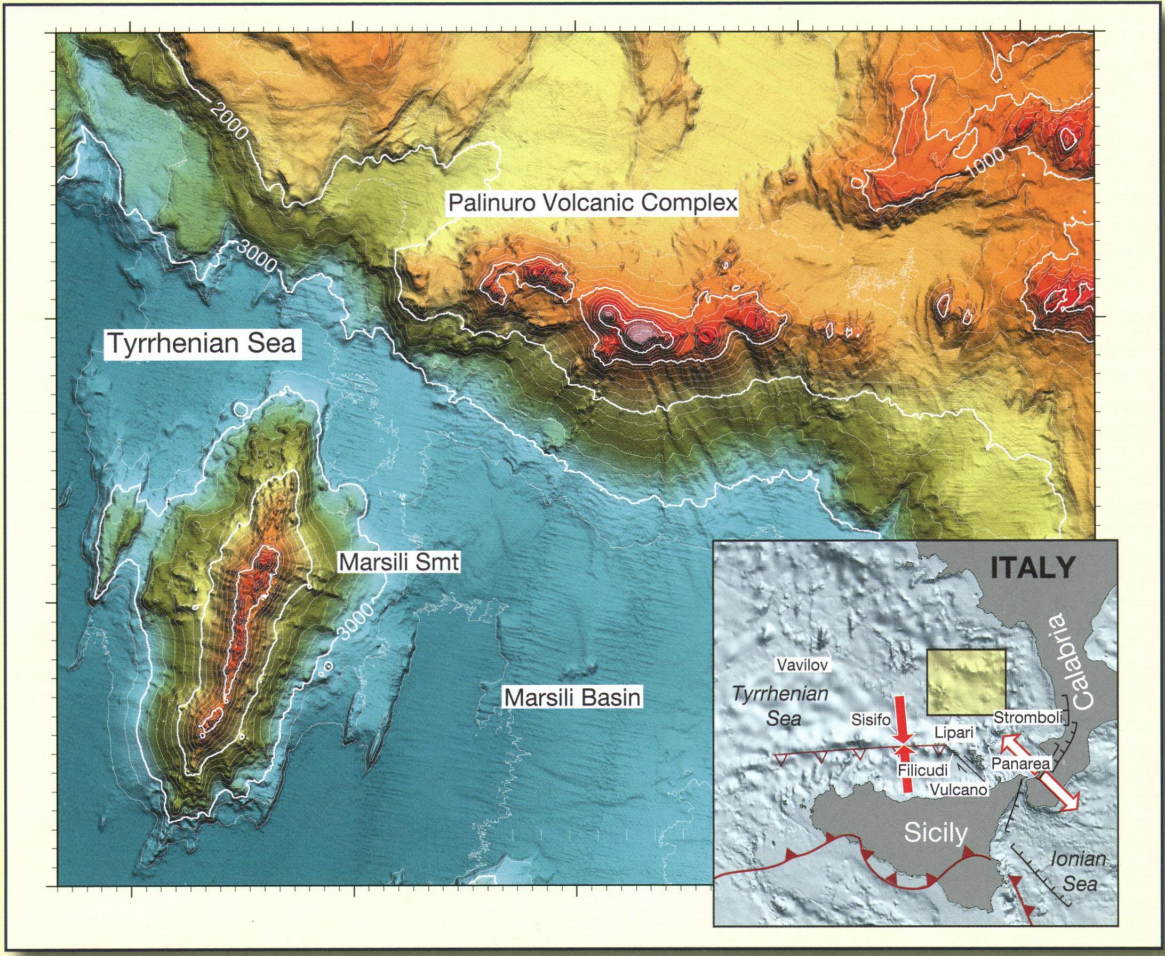 2000
1000
Palinuro Volcanic Complex
3000
Tyrrhenian Sea
Marsili Smt
3000
Marsili Basin
ITALY
Calabria
Vavilov
Tyrrhenian
Sea
Sisifo
Stromboli
Lipari
Panarea
Filicudi
Vulcano
Sicily
Ionian
Sea